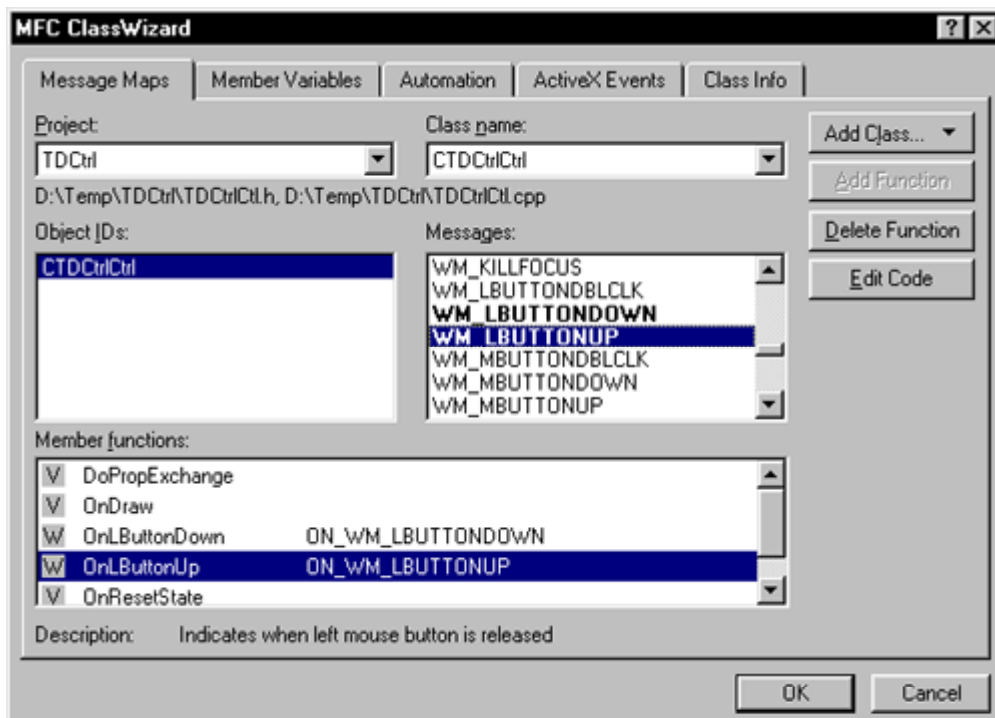 MFC ClassWizard
Message Maps Member Variables Automation ActiveX Events Class Info
Project: Class name:
TDCtrl CTDCtrlCtrl
Add Class...
D:\Temp\TDCtrl\TDCtrlCtl.h, D:\Temp\TDCtrl\TDCtrlCtl.cpp
Add Function
Object IDs: Messages:
Delete Function
CTDCtrlCtrl
WM_KILLFOCUS
WM_LBUTTONDBLCLK
WM_LBUTTONDOWN
WM_LBUTTONUP
WM_MBUTTONDBLCLK
WM_MBUTTONDOWN
WM_MBUTTONUP
Edit Code
Member functions:
V DoPropExchange
V OnDraw
W OnLButtonDown ON_WM_LBUTTONDOWN
W OnLButtonUp ON_WM_LBUTTONUP
V OnResetState
Description: Indicates when left mouse button is released
OK Cancel